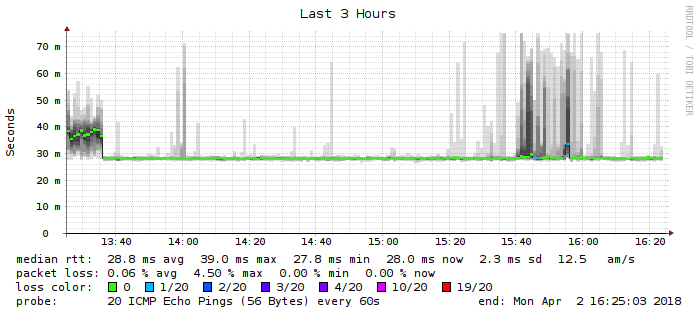 Last 3 Hours
RRDTOOL / TOBI OETIKER
Seconds
70 m
60 m
50 m
40 m
30 m
20 m
10 m
0
13:40 14:00 14:20 14:40 15:00 15:20 15:40 16:00 16:20
median rtt: 28.8 ms avg 39.0 ms max 27.8 ms min 28.0 ms now 2.3 ms sd 12.5 am/s
packet loss: 0.06 % avg 4.50 % max 0.00 % min 0.00 % now
loss color: 0 1/20 2/20 3/20 4/20 10/20 19/20
probe: 20 ICMP Echo Pings (56 Bytes) every 60s end: Mon Apr 2 16:25:03 2018